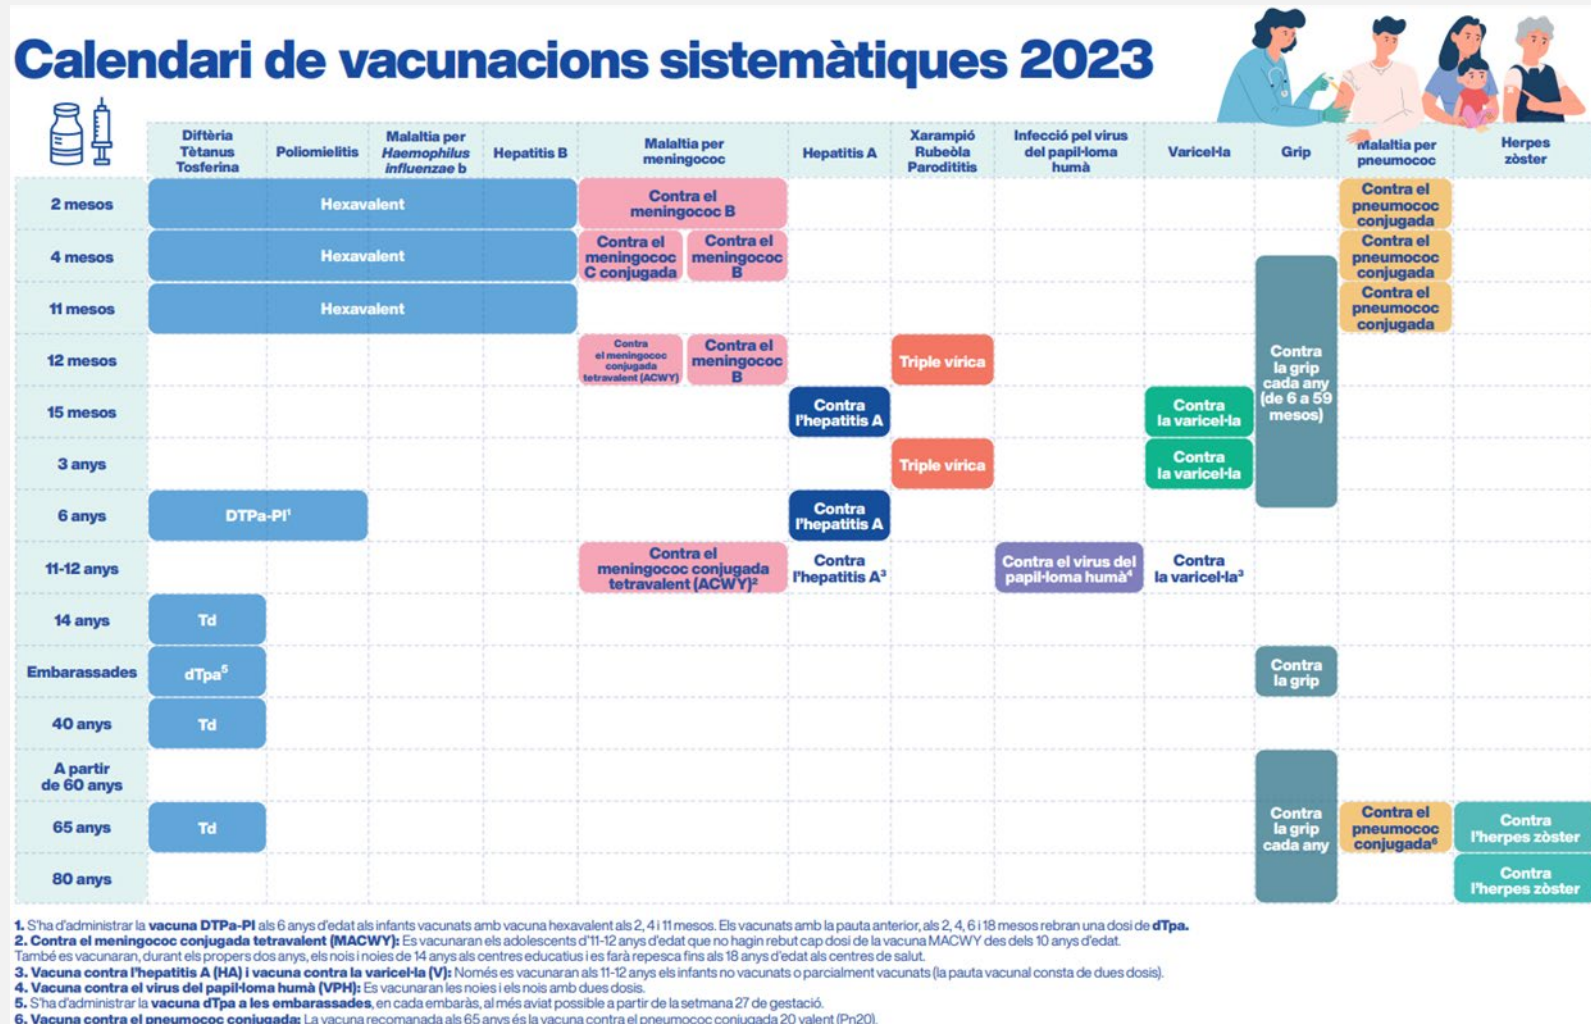 Calendari de vacunacions sistemàtiques 2023
Diftèria
Tètanus
Tosferina
Poliomielitis
Malaltia per
Haemophilus
influenzae b
Hepatitis B
Malaltia per
meningococ
Hepatitis A
Xarampió
Rubeòla
Parodititis
Infecció pel virus
del papil·loma
humà
Varicel·la
Grip
Malaltia per
pneumococ
Herpes
zòster
2 mesos
Hexavalent
Contra el
meningococ B
Contra el
pneumococ
conjugada
4 mesos
Hexavalent
Contra el
meningococ
C conjugada
Contra el
meningococ
B
Contra el
pneumococ
conjugada
11 mesos
Hexavalent
Contra el
pneumococ
conjugada
12 mesos
Contra
el meningococ
conjugada
tetravalent (ACWY)
Contra el
meningococ
B
Triple vírica
Contra
la grip
cada any
(de 6 a 59
mesos)
15 mesos
Contra
l'hepatitis A
Contra
la varicel·la
3 anys
Triple vírica
Contra
la varicel·la
6 anys
DTPa-PI¹
Contra
l'hepatitis A
11-12 anys
Contra el
meningococ conjugada
tetravalent (ACWY)²
Contra
l'hepatitis A³
Contra el virus del
papil·loma humà⁴
Contra
la varicel·la³
14 anys
Td
Embarassades
dTpa⁵
Contra
la grip
40 anys
Td
A partir
de 60 anys
65 anys
Td
Contra
la grip
cada any
Contra el
pneumococ
conjugada⁶
Contra
l'herpes zòster
80 anys
Contra
l'herpes zòster
1. S'ha d'administrar la vacuna DTPa-PI als 6 anys d'edat als infants vacunats amb vacuna hexavalent als 2, 4 i 11 mesos. Els vacunats amb la pauta anterior, als 2, 4, 6 i 18 mesos rebran una dosi de dTpa.
2. Contra el meningococ conjugada tetravalent (MACWY): Es vacunaran els adolescents d'11-12 anys d'edat que no hagin rebut cap dosi de la vacuna MACWY des dels 10 anys d'edat.
També es vacunaran, durant els propers dos anys, els nois i noies de 14 anys als centres educatius i es farà repesca fins als 18 anys d'edat als centres de salut.
3. Vacuna contra l'hepatitis A (HA) i vacuna contra la varicel·la (V): Només es vacunaran als 11-12 anys els infants no vacunats o parcialment vacunats (la pauta vacunal consta de dues dosis).
4. Vacuna contra el virus del papil·loma humà (VPH): Es vacunaran les noies i els nois amb dues dosis.
5. S'ha d'administrar la vacuna dTpa a les embarassades, en cada embaràs, al més aviat possible a partir de la setmana 27 de gestació.
6. Vacuna contra el pneumococ conjugada: La vacuna recomanada als 65 anys és la vacuna contra el pneumococ conjugada 20 valent (Pn20).